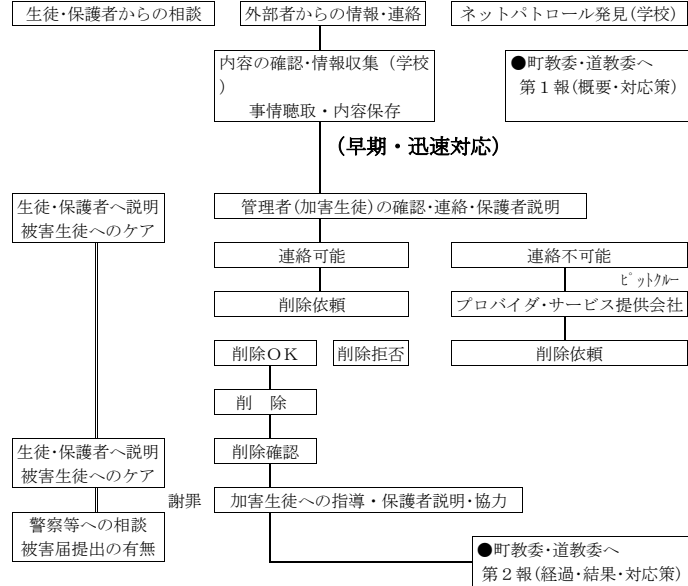 生徒・保護者からの相談
外部者からの情報・連絡
ネットパトロール発見(学校)
内容の確認・情報収集（学校
）
事情聴取・内容保存
●町教委・道教委へ
第１報(概要・対応策)
（早期・迅速対応）
生徒・保護者へ説明
被害生徒へのケア
管理者(加害生徒)の確認・連絡・保護者説明
連絡可能
連絡不可能
ﾋﾟｯﾄｸﾙｰ
削除依頼
プロバイダ・サービス提供会社
削除ＯＫ
削除拒否
削除依頼
削　除
生徒・保護者へ説明
被害生徒へのケア
削除確認
謝罪
加害生徒への指導・保護者説明・協力
警察等への相談
被害届提出の有無
●町教委・道教委へ
第２報(経過・結果・対応策)